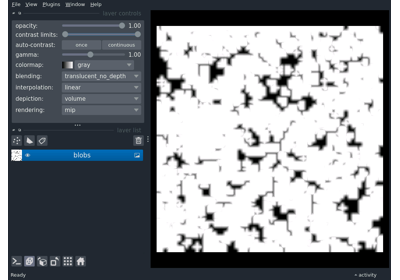 File View Plugins Window Help
layer controls
opacity: 1.00
contrast limits:
auto-contrast: once continuous
gamma: 1.00
colormap: gray
blending: translucent_no_depth
interpolation: linear
depiction: volume
rendering: mip
layer list
blobs
Ready
activity